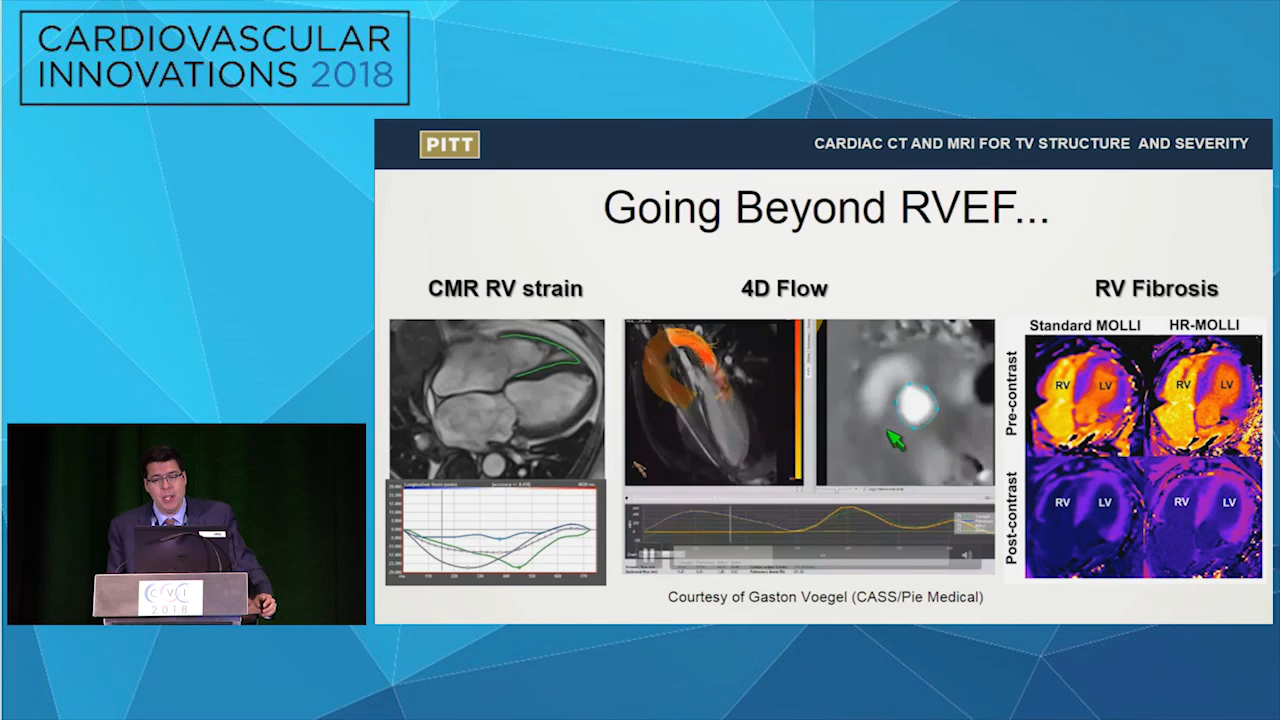 CARDIOVASCULAR
INNOVATIONS 2018
PITT
CARDIAC CT AND MRI FOR TV STRUCTURE AND SEVERITY
Going Beyond RVEF...
CMR RV strain
4D Flow
RV Fibrosis
Standard MOLLI
HR-MOLLI
Pre-contrast
RV
LV
RV
LV
Post-contrast
RV
LV
RV
LV
Courtesy of Gaston Voegel (CASS/Pie Medical)
CVI
2018